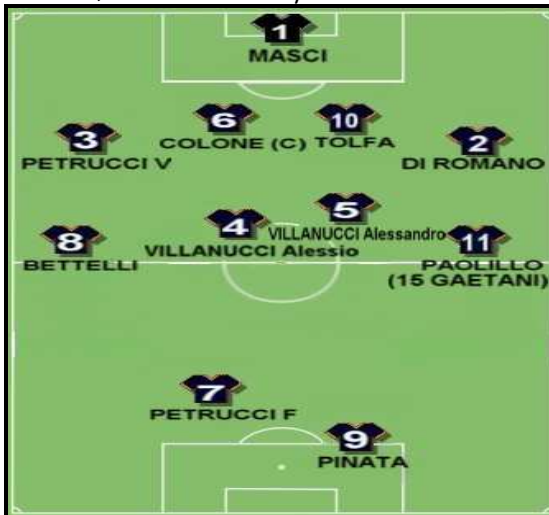 1
MASCI
6
10
3
COLONE (C)
TOLFA
2
PETRUCCI V
DI ROMANO
5
4
VILLANUCCI Alessandro
8
11
VILLANUCCI Alessio
BETTELLI
PAOLILLO
(15 GAETANI)
7
PETRUCCI F
9
PINATA